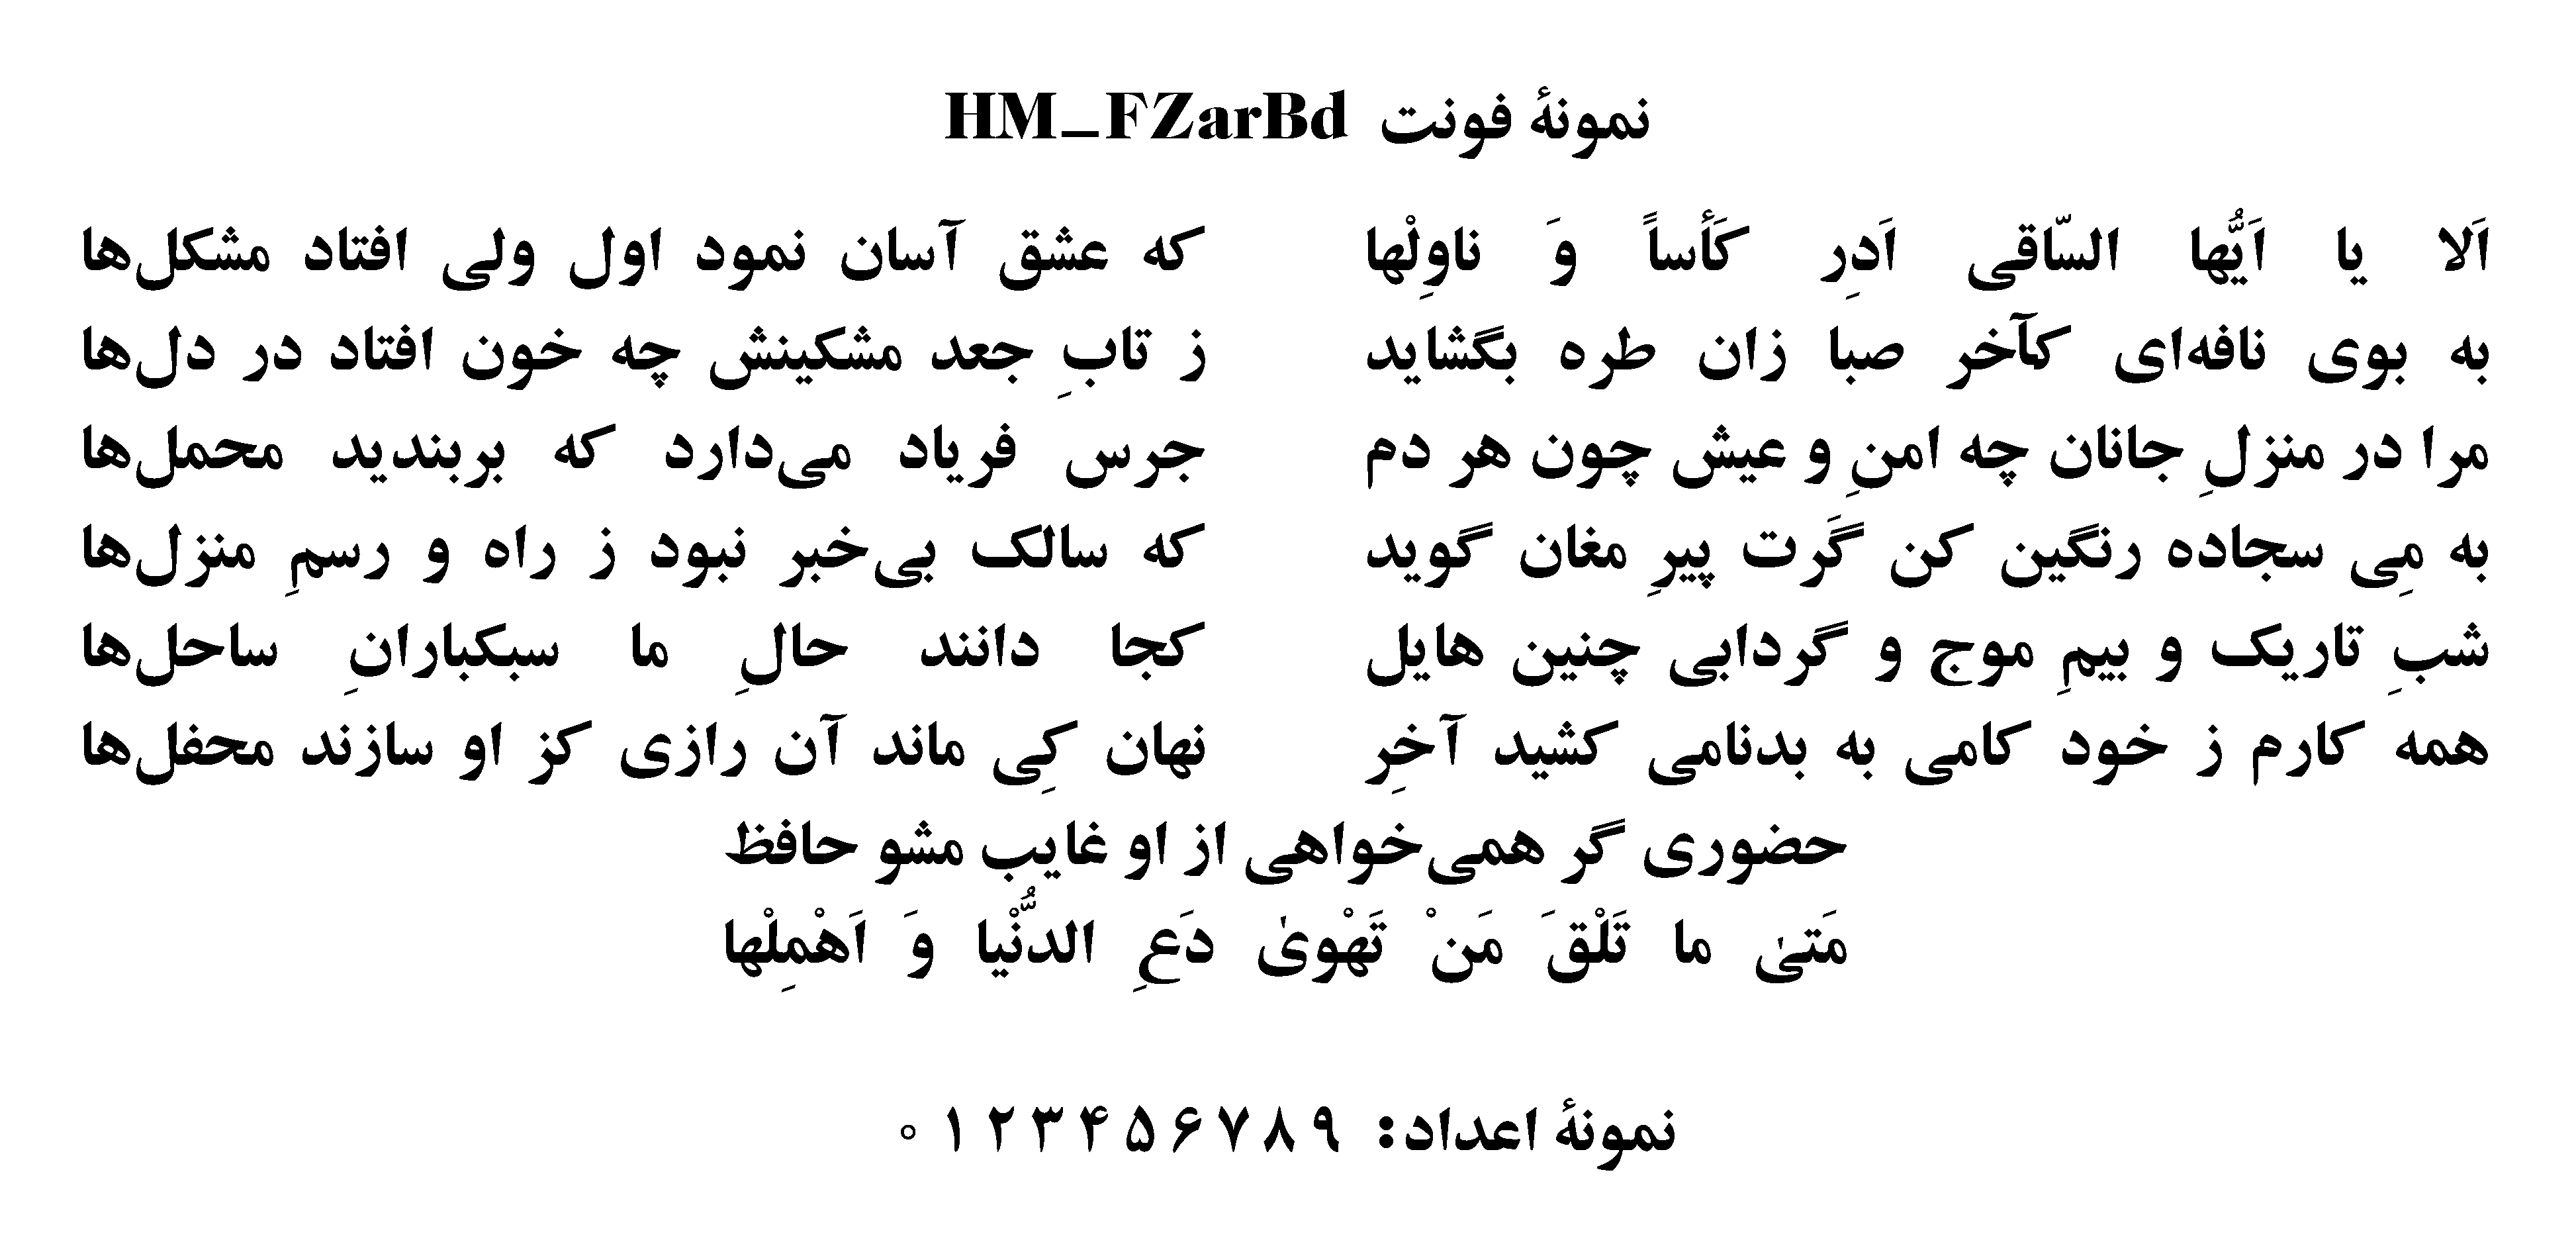 نمونهٔ فونت HM_FZarBd
اَلا یا اَیُّها السّاقی اَدِر کَأساً وَ ناوِلْها که عشق آسان نمود اول ولی افتاد مشکل‌ها
به بوی نافه‌ای کآخر صبا زان طره بگشاید ز تابِ جعد مشکینش چه خون افتاد در دل‌ها
مرا در منزلِ جانان چه امنِ و عیش چون هر دم جرس فریاد می‌دارد که بربندید محمل‌ها
به مِی سجاده رنگین کن گَرت پیرِ مغان گوید که سالک بی‌خبر نبود ز راه و رسمِ منزل‌ها
شبِ تاریک و بیمِ موج و گردابی چنین هایل کجا دانند حالِ ما سبکبارانِ ساحل‌ها
همه کارم ز خود کامی به بدنامی کشید آخِر نهان کِی ماند آن رازی کز او سازند محفل‌ها
حضوری گر همی‌خواهی از او غایب مشو حافظ
مَتیٰ ما تَلْقَ مَنْ تَهْویٰ دَعِ الدُّنْیا وَ اَهْمِلْها
نمونهٔ اعداد: ۹ ۸ ۷ ۶ ۵ ۴ ۳ ۲ ۱ ۰